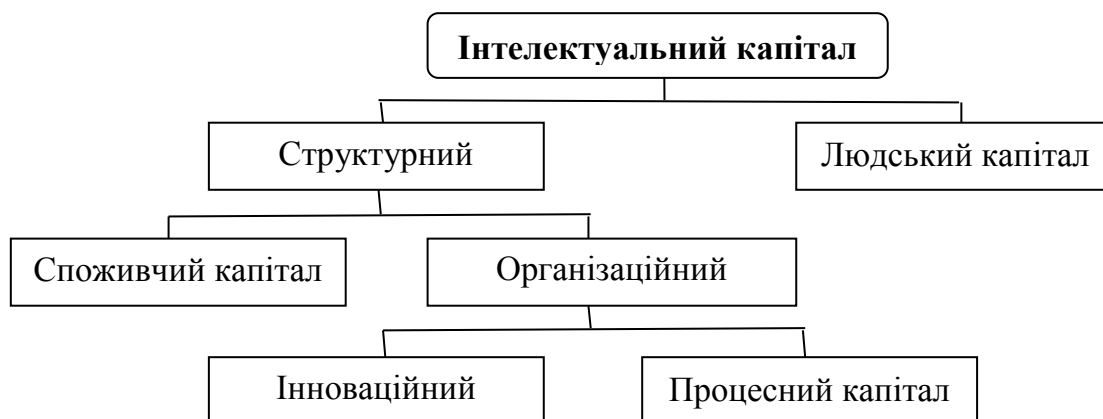 Інтелектуальний капітал
Структурний
Людський капітал
Споживчий капітал
Організаційний
Інноваційний
Процесний капітал